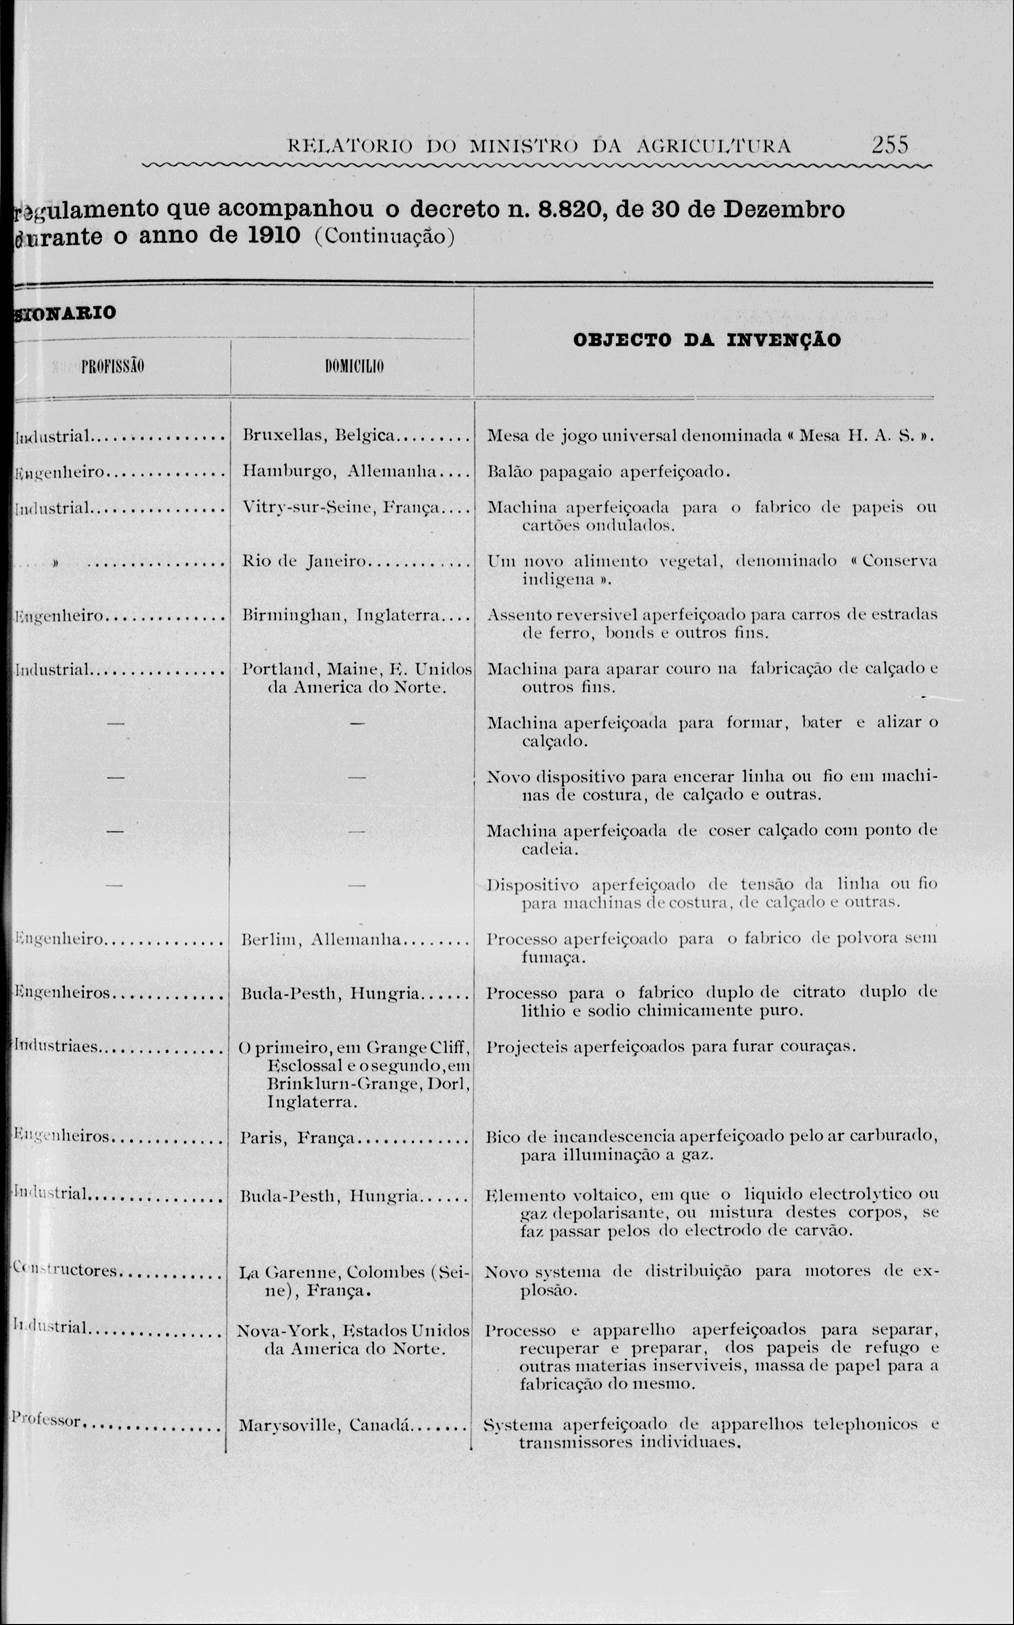 RELATORIO DO MINISTRO DA AGRICULTURA 255
regulamento que acompanhou o decreto n. 8.820, de 30 de Dezembro
durante o anno de 1910 (Continuação)
SIONARIO
OBJECTO DA INVENÇÃO
PROFISSÃO DOMICILIO
Industrial................ Bruxellas, Belgica......... Mesa de jogo universal denominada « Mesa H. A. S. ».
Engenheiro............. Hamburgo, Allemanha.... Balão papagaio aperfeiçoado.
Industrial................ Vitry-sur-Seine, França.... Machina aperfeiçoada para o fabrico de papeis ou
cartões ondulados.
» ................ Rio de Janeiro............ Um novo alimento vegetal, denominado « Conserva
indigena ».
Engenheiro............. Birminghan, Inglaterra.... Assento reversivel aperfeiçoado para carros de estradas
de ferro, bonds e outros fins.
Industrial................ Portland, Maine, E. Unidos Machina para aparar couro na fabricação de calçado e
da America do Norte. outros fins.
— — Machina aperfeiçoada para formar, bater e alizar o
calçado.
— — Novo dispositivo para encerar linha ou fio em machi-
nas de costura, de calçado e outras.
— — Machina aperfeiçoada de coser calçado com ponto de
cadeia.
— — Dispositivo aperfeiçoado de tensão da linha ou fio
para machinas de costura, de calçado e outras.
Engenheiro............. Berlim, Allemanha........ Processo aperfeiçoado para o fabrico de polvora sem
fumaça.
Engenheiros............. Buda-Pesth, Hungria...... Processo para o fabrico duplo de citrato duplo de
lithio e sodio chimicamente puro.
Industriaes............... O primeiro, em Grange Cliff, Projecteis aperfeiçoados para furar couraças.
Esclossal e o segundo, em
Brinklurn-Grange, Dorl,
Inglaterra.
Engenheiros............. Paris, França............. Bico de incandescencia aperfeiçoado pelo ar carburado,
para illuminação a gaz.
Industrial................ Buda-Pesth, Hungria...... Elemento voltaico, em que o liquido electrolytico ou
gaz depolarisante, ou mistura destes corpos, se
faz passar pelos do electrodo de carvão.
Constructores............ La Garenne, Colombes (Sei- Novo systema de distribuição para motores de ex-
ne), França. plosão.
Industrial................ Nova-York, Estados Unidos Processo e apparelho aperfeiçoados para separar,
da America do Norte. recuperar e preparar, dos papeis de refugo e
outras materias inserviveis, massa de papel para a
fabricação do mesmo.
Professor................ Marysoville, Canadá....... Systema aperfeiçoado de apparelhos telephonicos e
transmissores individuaes.